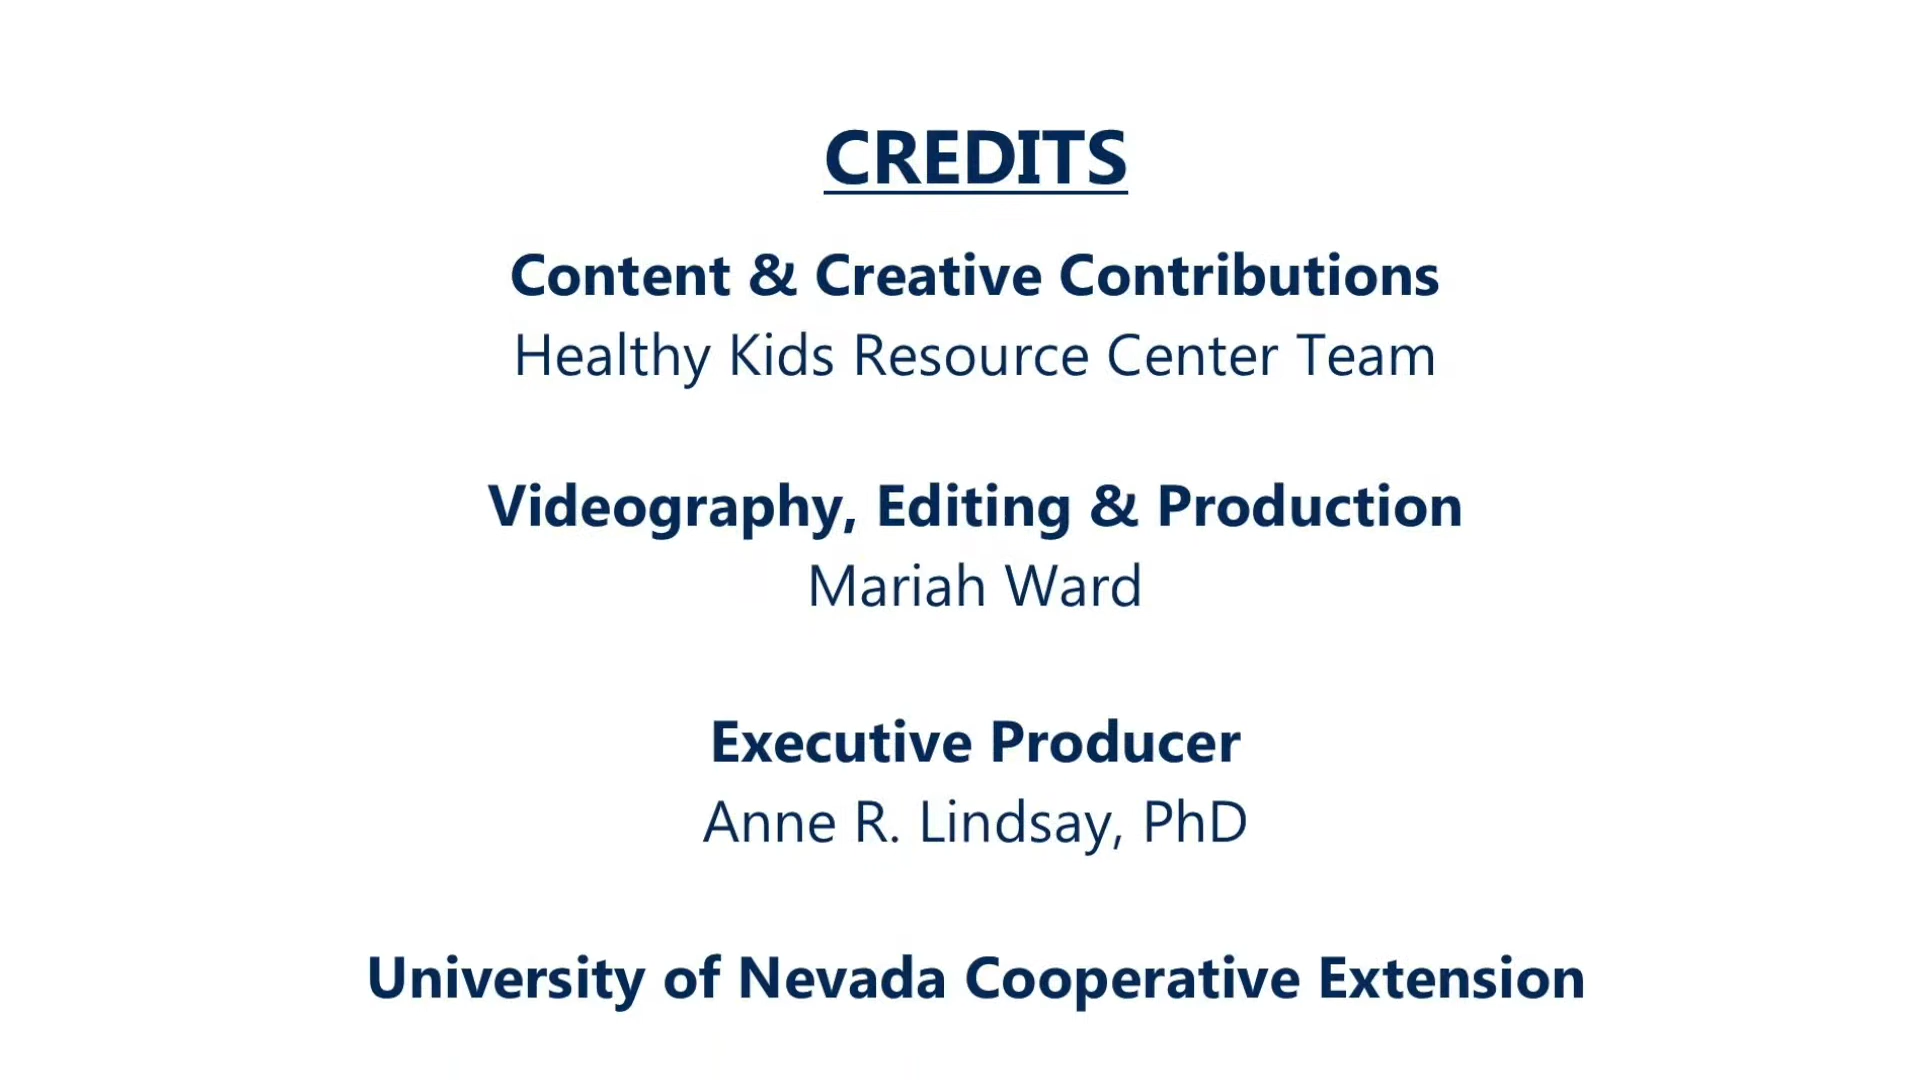 CREDITS
Content & Creative Contributions
Healthy Kids Resource Center Team
Videography, Editing & Production
Mariah Ward
Executive Producer
Anne R. Lindsay, PhD
University of Nevada Cooperative Extension